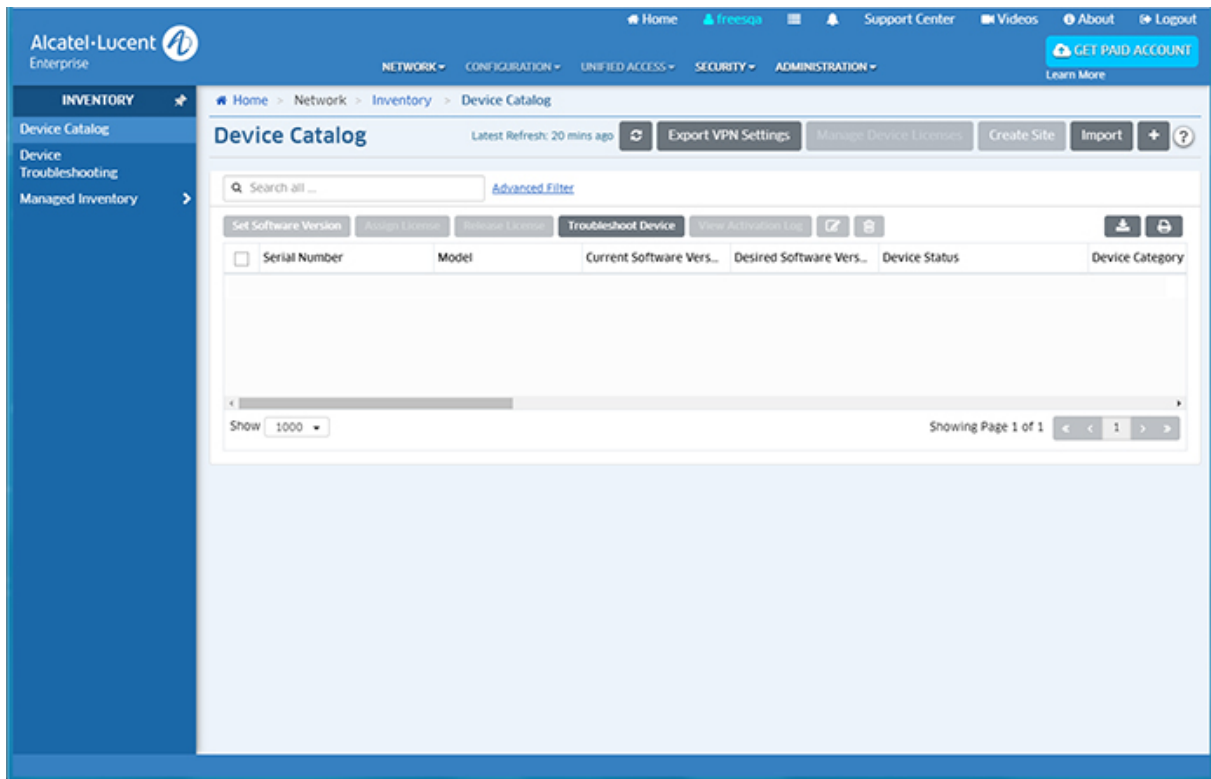 Home freesqa Support Center Videos About Logout
Alcatel·Lucent
Enterprise
GET PAID ACCOUNT
Learn More
NETWORK CONFIGURATION UNIFIED ACCESS SECURITY ADMINISTRATION
INVENTORY
Device Catalog
Device
Troubleshooting
Managed Inventory
Home > Network > Inventory > Device Catalog
Device Catalog
Latest Refresh: 20 mins ago
Export VPN Settings Manage Device Licenses Create Site Import + ?
Search all ... Advanced Filter
Set Software Version Assign License Release License Troubleshoot Device View Activation Log
Serial Number Model Current Software Vers... Desired Software Vers... Device Status Device Category
Show 1000 Showing Page 1 of 1 « < 1 > »